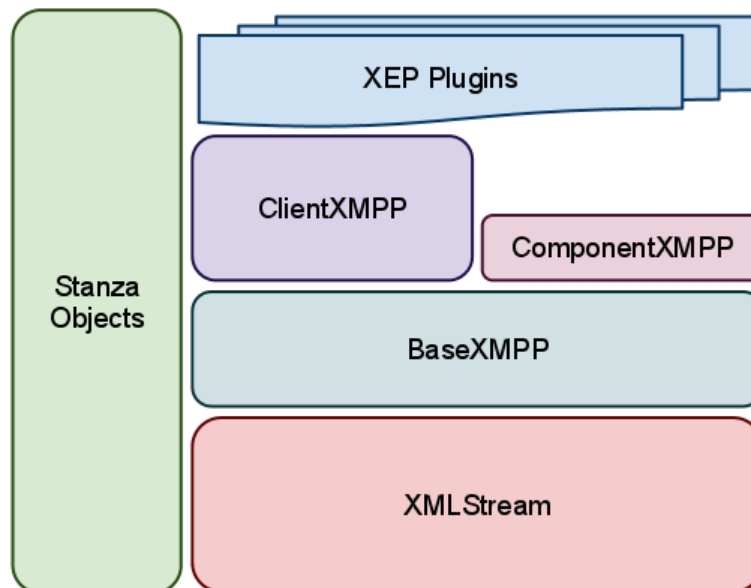 XEP Plugins
ClientXMPP
ComponentXMPP
Stanza
Objects
BaseXMPP
XMLStream